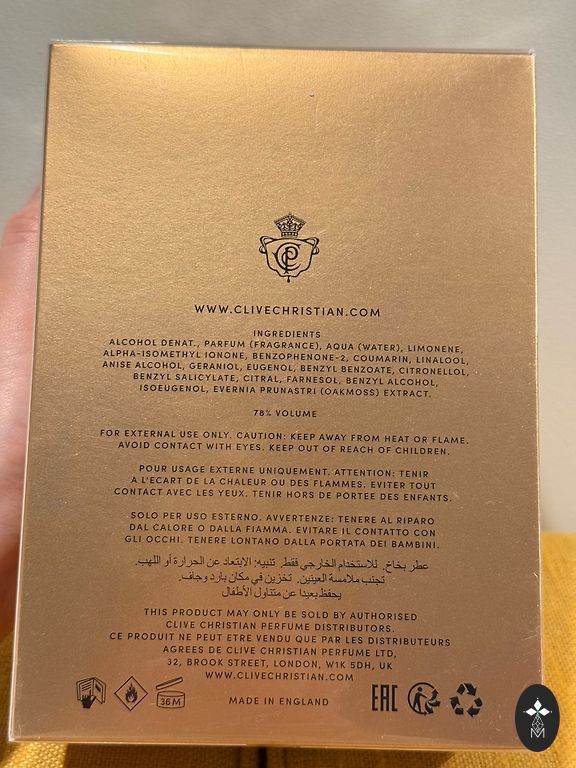 WWW.CLIVECHRISTIAN.COM
INGREDIENTS
ALCOHOL DENAT., PARFUM (FRAGRANCE), AQUA (WATER), LIMONENE,
ALPHA-ISOMETHYL IONONE, BENZOPHENONE-2, COUMARIN, LINALOOL,
ANISE ALCOHOL, GERANIOL, EUGENOL, BENZYL BENZOATE, CITRONELLOL,
BENZYL SALICYLATE, CITRAL, FARNESOL, BENZYL ALCOHOL,
ISOEUGENOL, EVERNIA PRUNASTRI (OAKMOSS) EXTRACT.
78% VOLUME
FOR EXTERNAL USE ONLY. CAUTION: KEEP AWAY FROM HEAT OR FLAME.
AVOID CONTACT WITH EYES. KEEP OUT OF REACH OF CHILDREN.
POUR USAGE EXTERNE UNIQUEMENT. ATTENTION: TENIR
A L'ECART DE LA CHALEUR OU DES FLAMMES. EVITER TOUT
CONTACT AVEC LES YEUX. TENIR HORS DE PORTEE DES ENFANTS.
SOLO PER USO ESTERNO. AVVERTENZE: TENERE AL RIPARO
DAL CALORE O DALLA FIAMMA. EVITARE IL CONTATTO CON
GLI OCCHI. TENERE LONTANO DALLA PORTATA DEI BAMBINI.
عطر بخاخ. للاستخدام الخارجي فقط. تنبيه: الابتعاد عن الحرارة أو اللهب.
تجنب ملامسة العينين. تخزين في مكان بارد وجاف.
يحفظ بعيدا عن متناول الأطفال
THIS PRODUCT MAY ONLY BE SOLD BY AUTHORISED
CLIVE CHRISTIAN PERFUME DISTRIBUTORS.
CE PRODUIT NE PEUT ETRE VENDU QUE PAR LES DISTRIBUTEURS
AGREES DE CLIVE CHRISTIAN PERFUME LTD,
32, BROOK STREET, LONDON, W1K 5DH, UK
WWW.CLIVECHRISTIAN.COM
36M
MADE IN ENGLAND
EAC